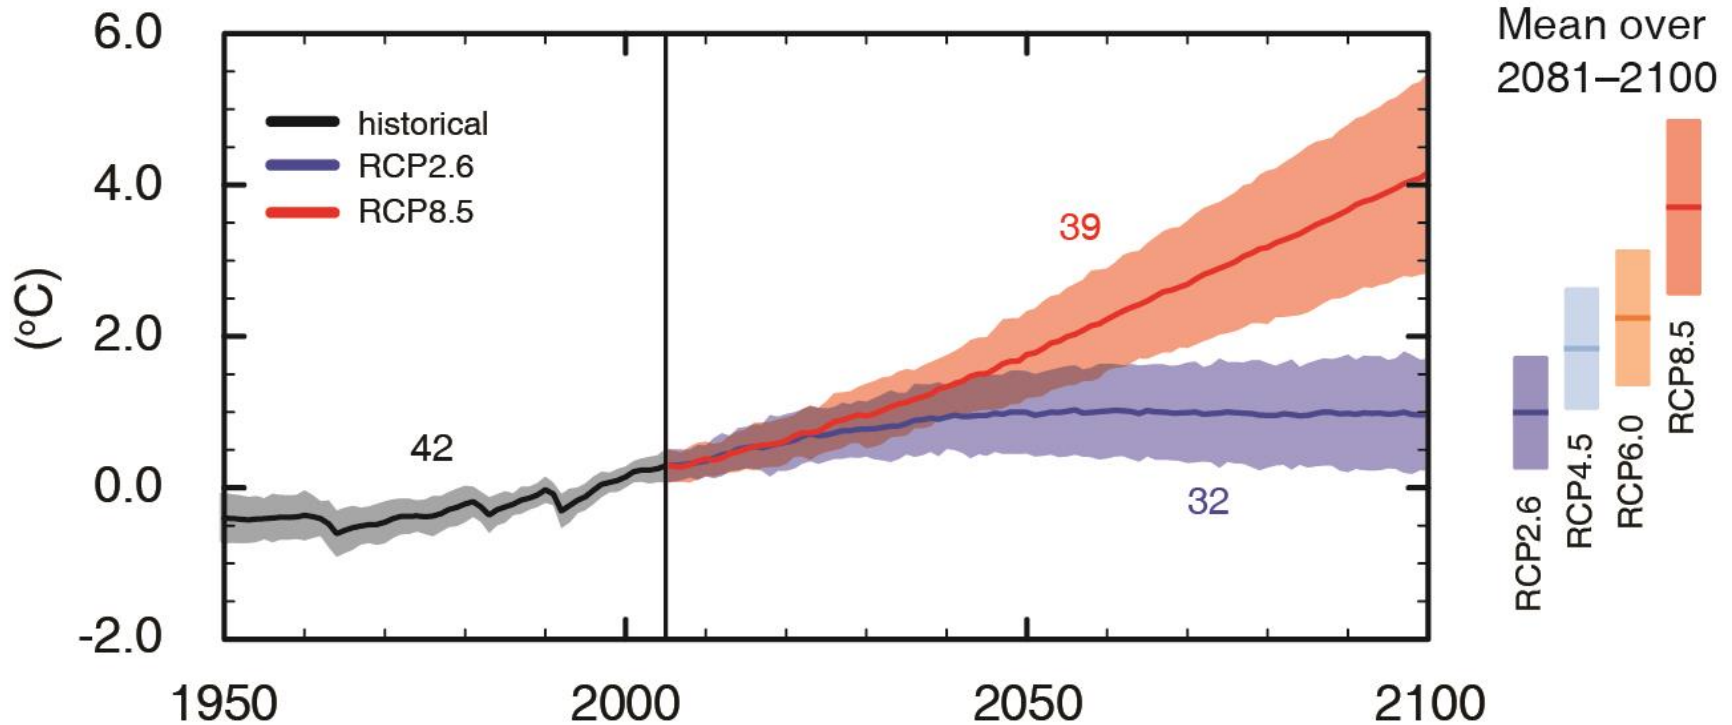 6.0
4.0
2.0
0.0
-2.0
(°C)
1950
2000
2050
2100
historical
RCP2.6
RCP8.5
42
39
32
Mean over
2081–2100
RCP2.6
RCP4.5
RCP6.0
RCP8.5